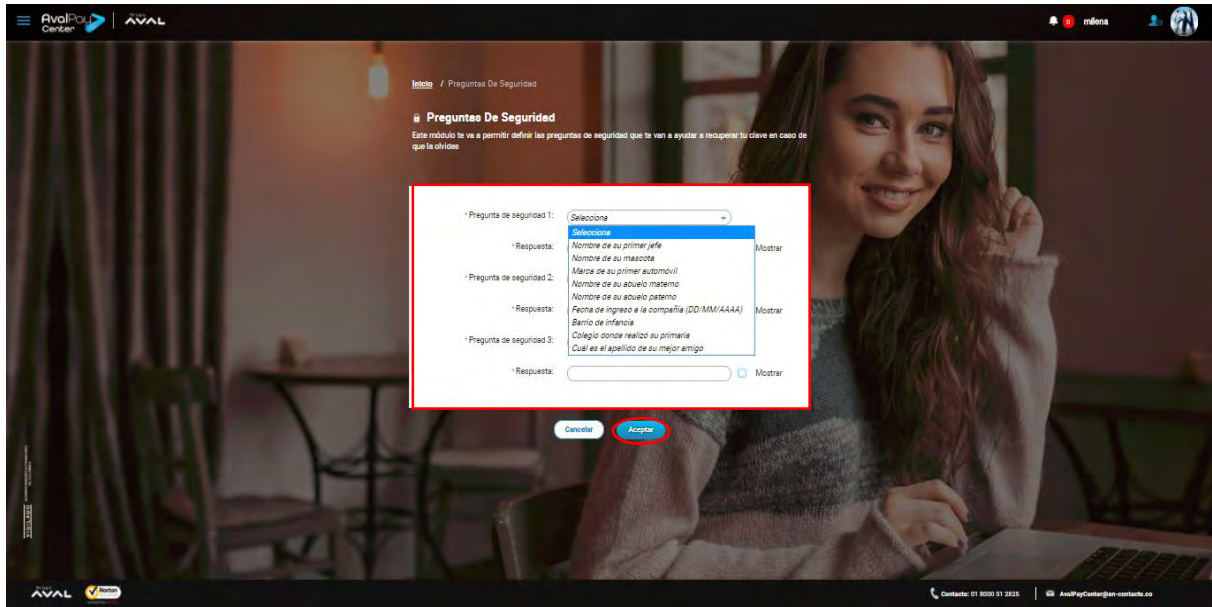 AvalPay Center
Grupo AVAL
0
milena
Inicio / Preguntas De Seguridad
Preguntas De Seguridad
Este módulo te va a permitir definir las preguntas de seguridad que te van a ayudar a recuperar tu clave en caso de
que la olvides
* Pregunta de seguridad 1: Selecciona
Selecciona
* Respuesta: Nombre de su primer jefe Mostrar
Nombre de su mascota
Marca de su primer automóvil
* Pregunta de seguridad 2:
Nombre de su abuelo materno
Nombre de su abuelo paterno
* Respuesta: Fecha de ingreso a la compañia (DD/MM/AAAA) Mostrar
Barrio de infancia
Colegio donde realizó su primaria
* Pregunta de seguridad 3:
Cuál es el apellido de su mejor amigo
* Respuesta: Mostrar
Cancelar Aceptar
VIGILADO
Grupo AVAL
Norton
Contacto: 01 8000 51 2825
AvalPayCenter@en-contacto.co